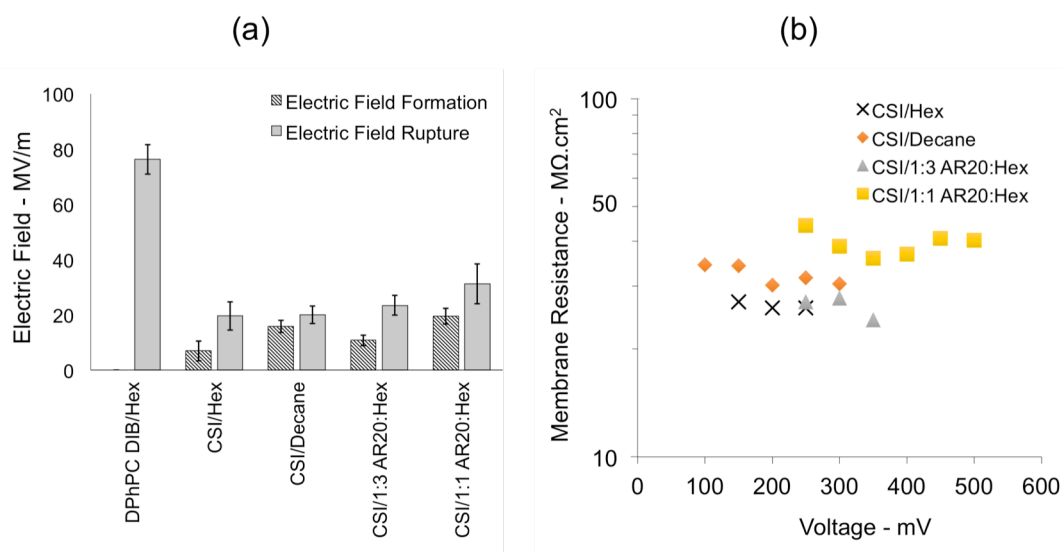 (a)
Electric Field - MV/m
100
80
60
40
20
0
Electric Field Formation
Electric Field Rupture
DPhPC DIB/Hex
CSI/Hex
CSI/Decane
CSI/1:3 AR20:Hex
CSI/1:1 AR20:Hex
(b)
Membrane Resistance - MΩ.cm²
100
50
10
CSI/Hex
CSI/Decane
CSI/1:3 AR20:Hex
CSI/1:1 AR20:Hex
0 100 200 300 400 500 600
Voltage - mV